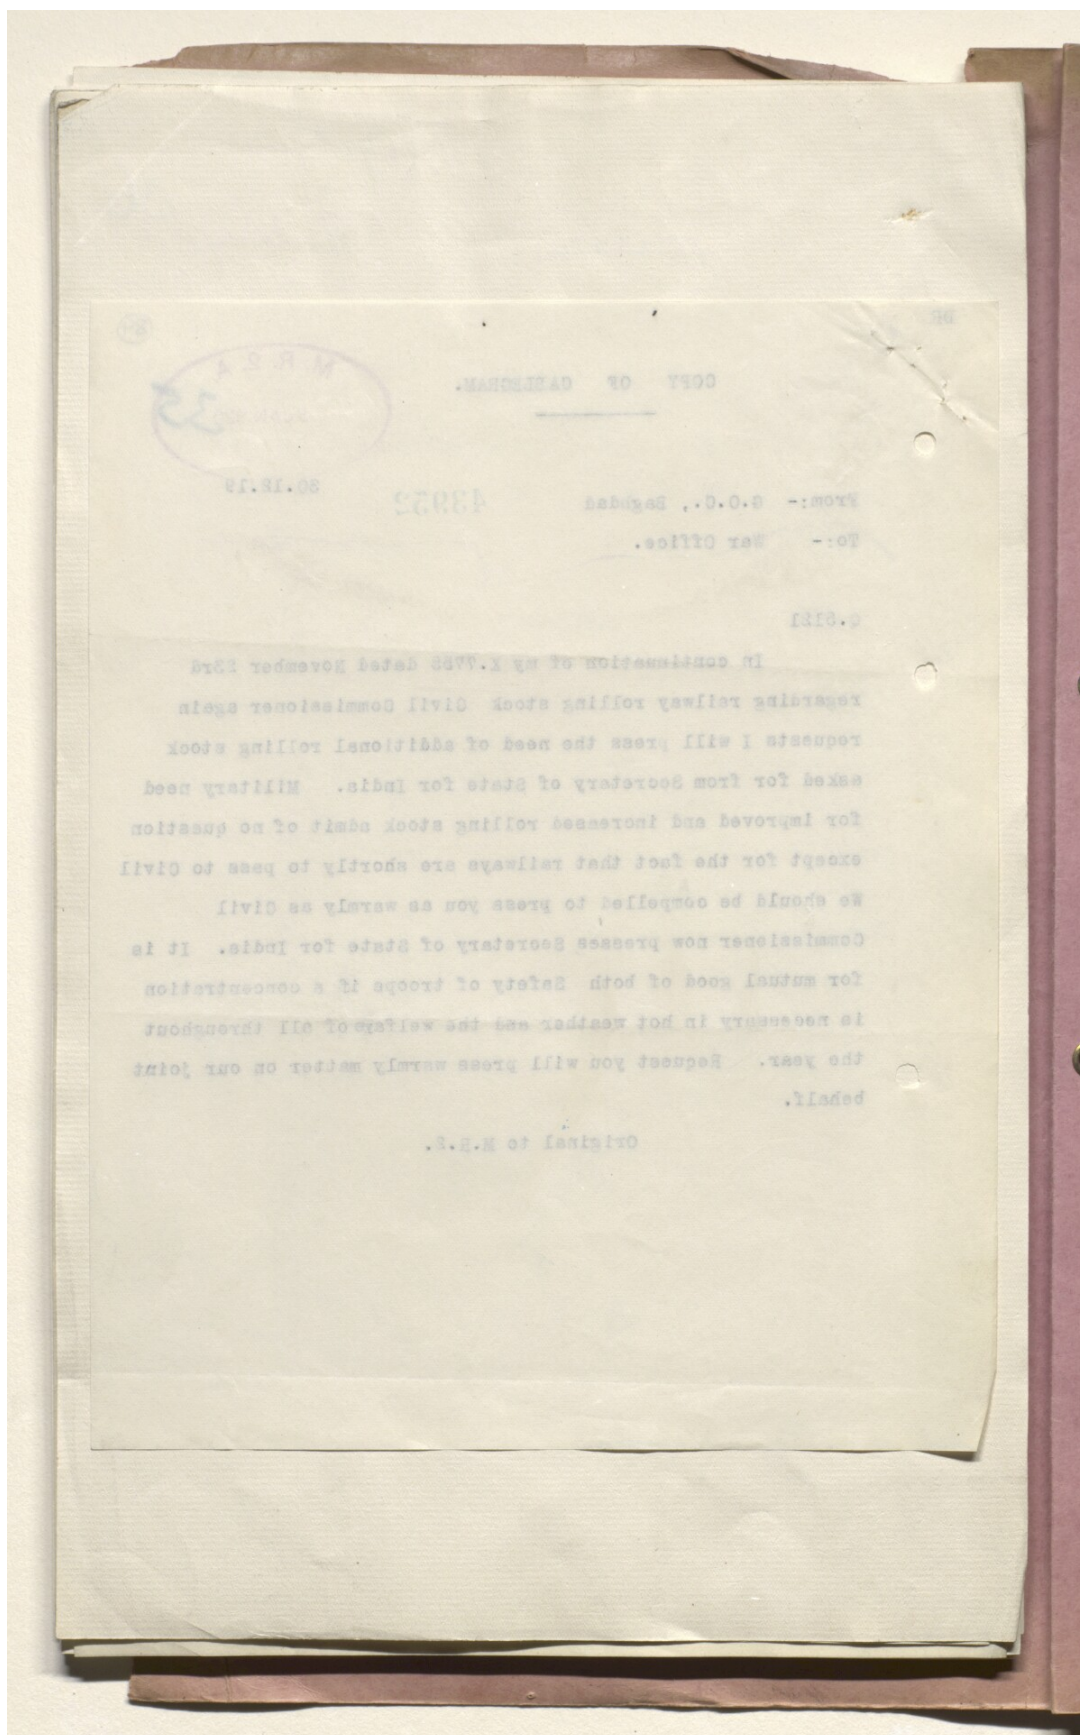 DR
COPY OF CABLEGRAM.
M.R.2.A
35
30.12.19
From:- G.O.C., Baghdad
43952
To:- War Office.
In continuation of my X.7755 dated November 23rd
regarding railway rolling stock Civil Commissioner again
requests I will press the need of additional rolling stock
asked for from Secretary of State for India. Military need
for improved and increased rolling stock admit of no question
except for the fact that railways are shortly to pass to Civil
We should be compelled to press you as warmly as Civil
Commissioner now presses Secretary of State for India. It is
for mutual good of both Safety of troops if a concentration
is necessary in hot weather and the welfare of all throughout
the year. Request you will press warmly matter on our joint
behalf.
Original to